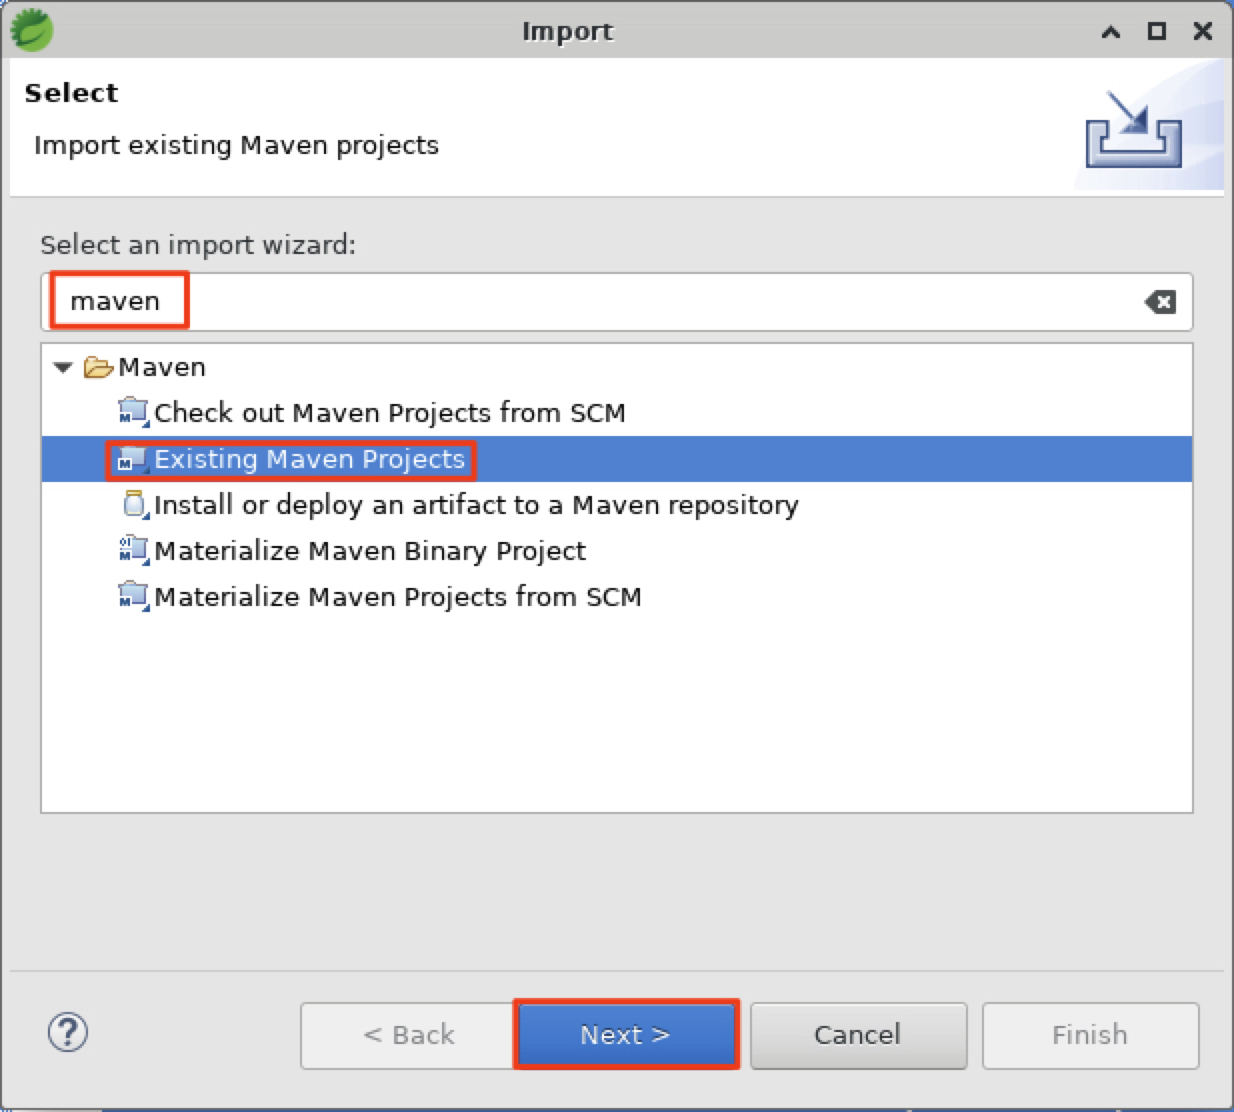 Import
Select
Import existing Maven projects
Select an import wizard:
maven
Maven
Check out Maven Projects from SCM
Existing Maven Projects
Install or deploy an artifact to a Maven repository
Materialize Maven Binary Project
Materialize Maven Projects from SCM
? < Back Next > Cancel Finish